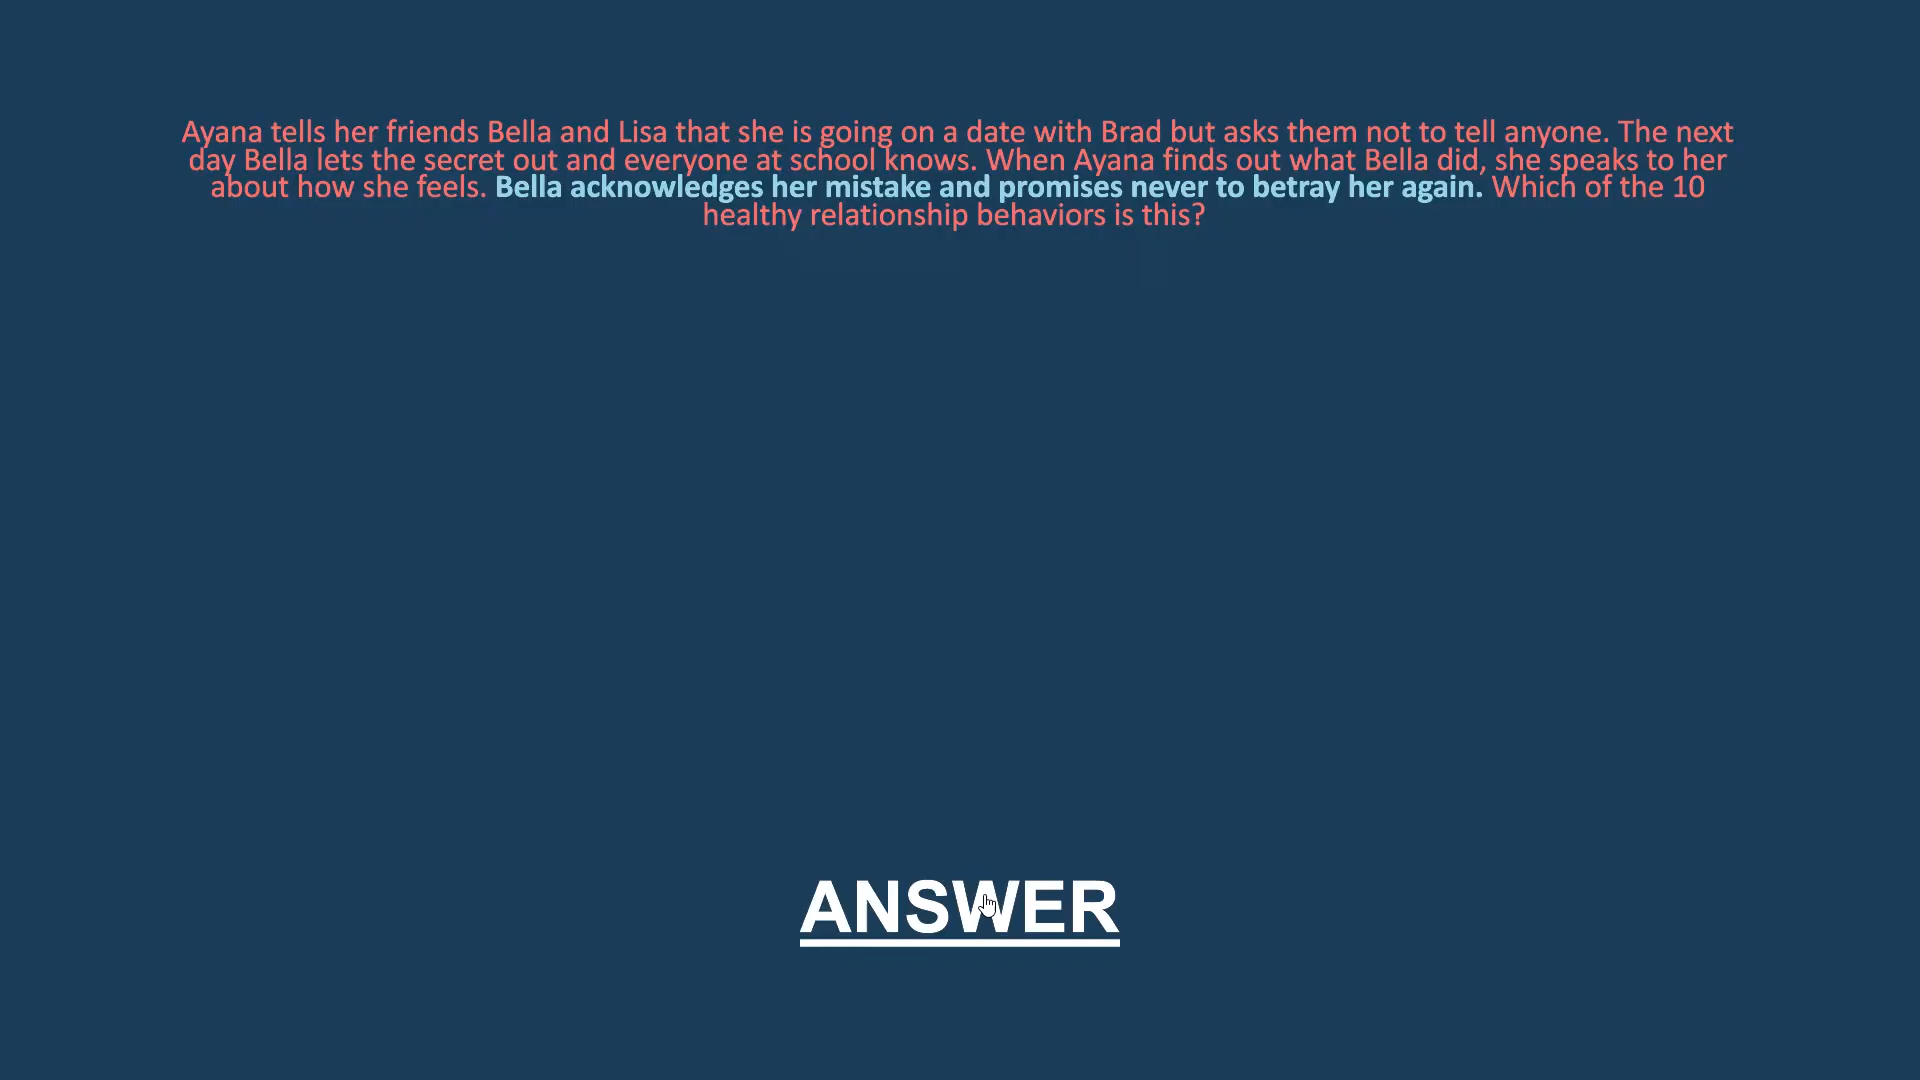 Ayana tells her friends Bella and Lisa that she is going on a date with Brad but asks them not to tell anyone. The next
day Bella lets the secret out and everyone at school knows. When Ayana finds out what Bella did, she speaks to her
about how she feels. Bella acknowledges her mistake and promises never to betray her again. Which of the 10
healthy relationship behaviors is this?
ANSWER